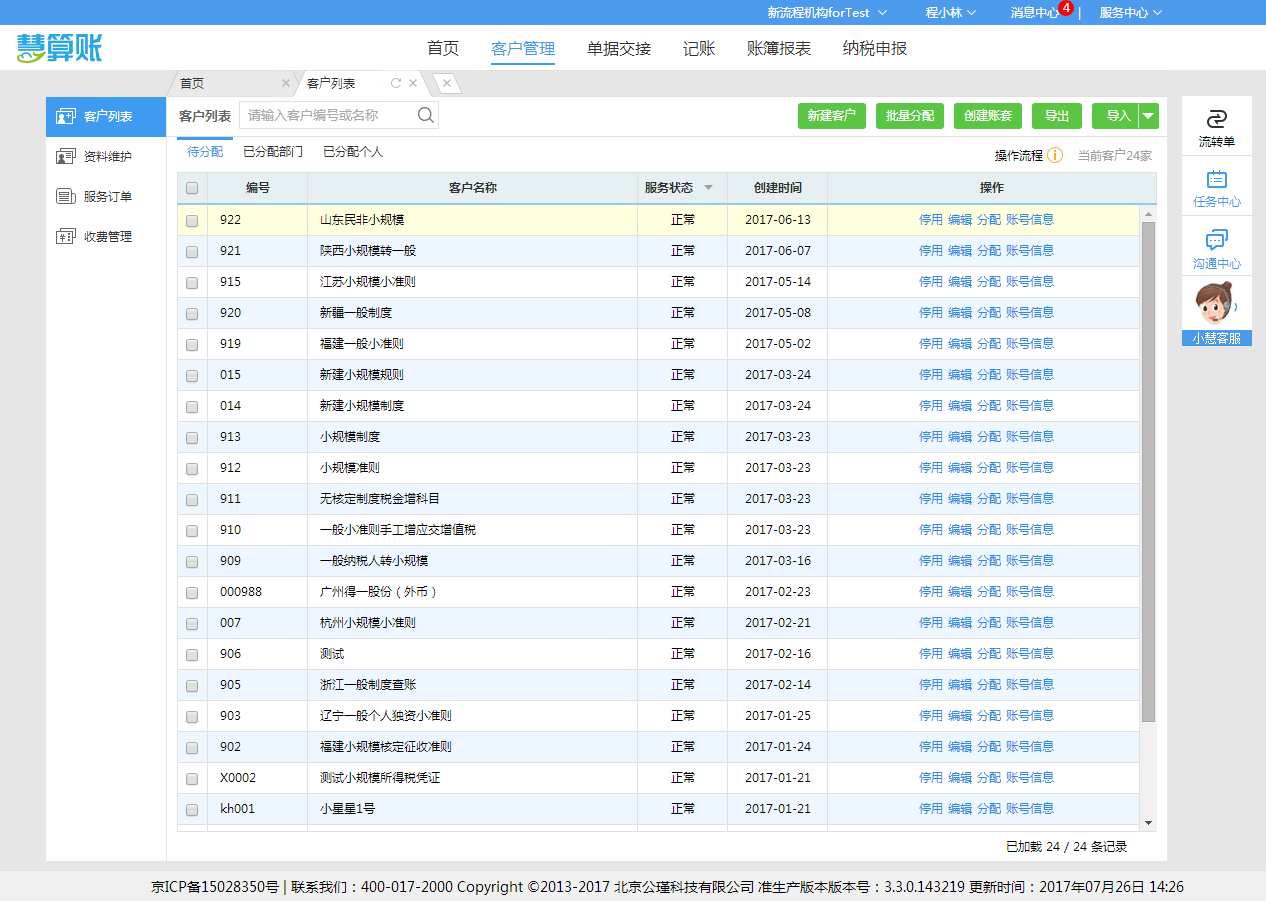 新流程机构forTest 程小林 消息中心 4 | 服务中心
慧算账 首页 客户管理 单据交接 记账 账簿报表 纳税申报
首页 客户列表
客户列表
资料维护
服务订单
收费管理
客户列表 请输入客户编号或名称 新建客户 批量分配 创建账套 导出 导入
待分配 已分配部门 已分配个人 操作流程 当前客户24家
编号 客户名称 服务状态 创建时间 操作
922 山东民非小规模 正常 2017-06-13 停用 编辑 分配 账号信息
921 陕西小规模转一般 正常 2017-06-07 停用 编辑 分配 账号信息
915 江苏小规模小准则 正常 2017-05-14 停用 编辑 分配 账号信息
920 新疆一般制度 正常 2017-05-08 停用 编辑 分配 账号信息
919 福建一般小准则 正常 2017-05-02 停用 编辑 分配 账号信息
015 新建小规模规则 正常 2017-03-24 停用 编辑 分配 账号信息
014 新建小规模制度 正常 2017-03-24 停用 编辑 分配 账号信息
913 小规模制度 正常 2017-03-23 停用 编辑 分配 账号信息
912 小规模准则 正常 2017-03-23 停用 编辑 分配 账号信息
911 无核定制度税金增科目 正常 2017-03-23 停用 编辑 分配 账号信息
910 一般小准则手工增应交增值税 正常 2017-03-23 停用 编辑 分配 账号信息
909 一般纳税人转小规模 正常 2017-03-16 停用 编辑 分配 账号信息
000988 广州得一股份（外币） 正常 2017-02-23 停用 编辑 分配 账号信息
007 杭州小规模小准则 正常 2017-02-21 停用 编辑 分配 账号信息
906 测试 正常 2017-02-16 停用 编辑 分配 账号信息
905 浙江一般制度查账 正常 2017-02-14 停用 编辑 分配 账号信息
903 辽宁一般个人独资小准则 正常 2017-01-25 停用 编辑 分配 账号信息
902 福建小规模核定征收准则 正常 2017-01-24 停用 编辑 分配 账号信息
X0002 测试小规模所得税凭证 正常 2017-01-21 停用 编辑 分配 账号信息
kh001 小星星1号 正常 2017-01-21 停用 编辑 分配 账号信息
已加载 24 / 24 条记录
流转单
任务中心
沟通中心
小慧客服
京ICP备15028350号 | 联系我们：400-017-2000 Copyright ©2013-2017 北京公瑾科技有限公司 准生产版本版本号：3.3.0.143219 更新时间：2017年07月26日 14:26